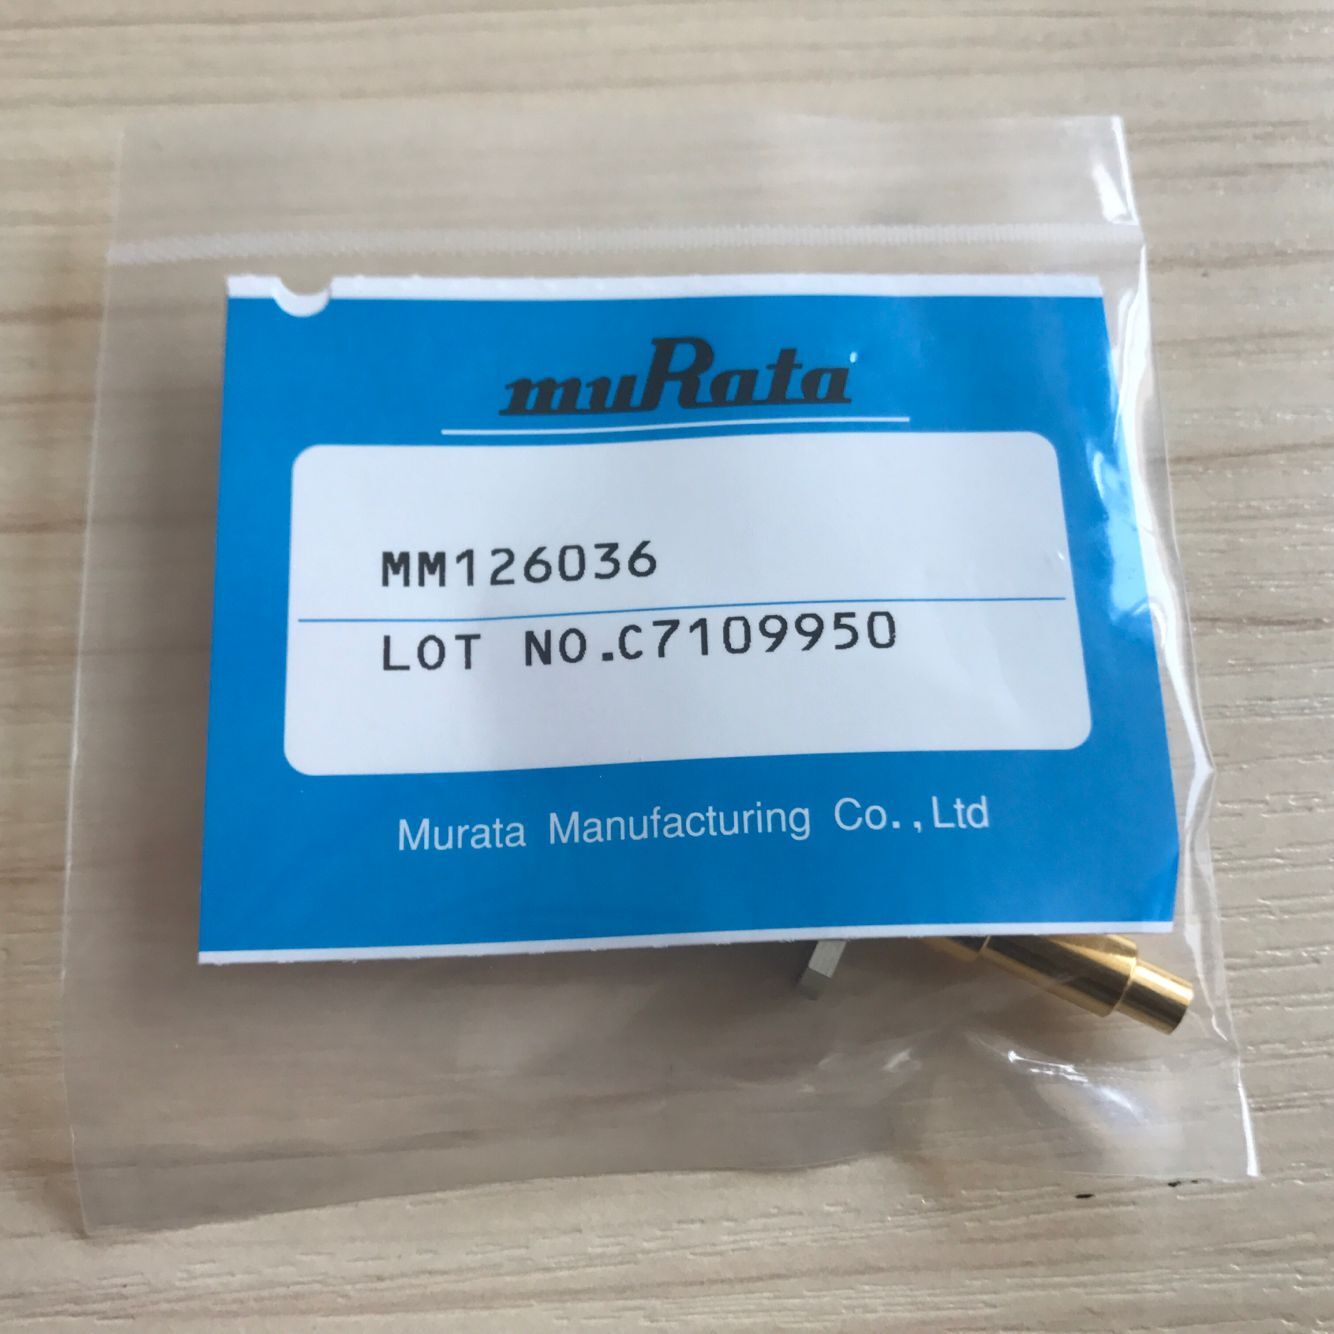 muRata
MM126036
LOT NO.C7109950
Murata Manufacturing Co.,Ltd